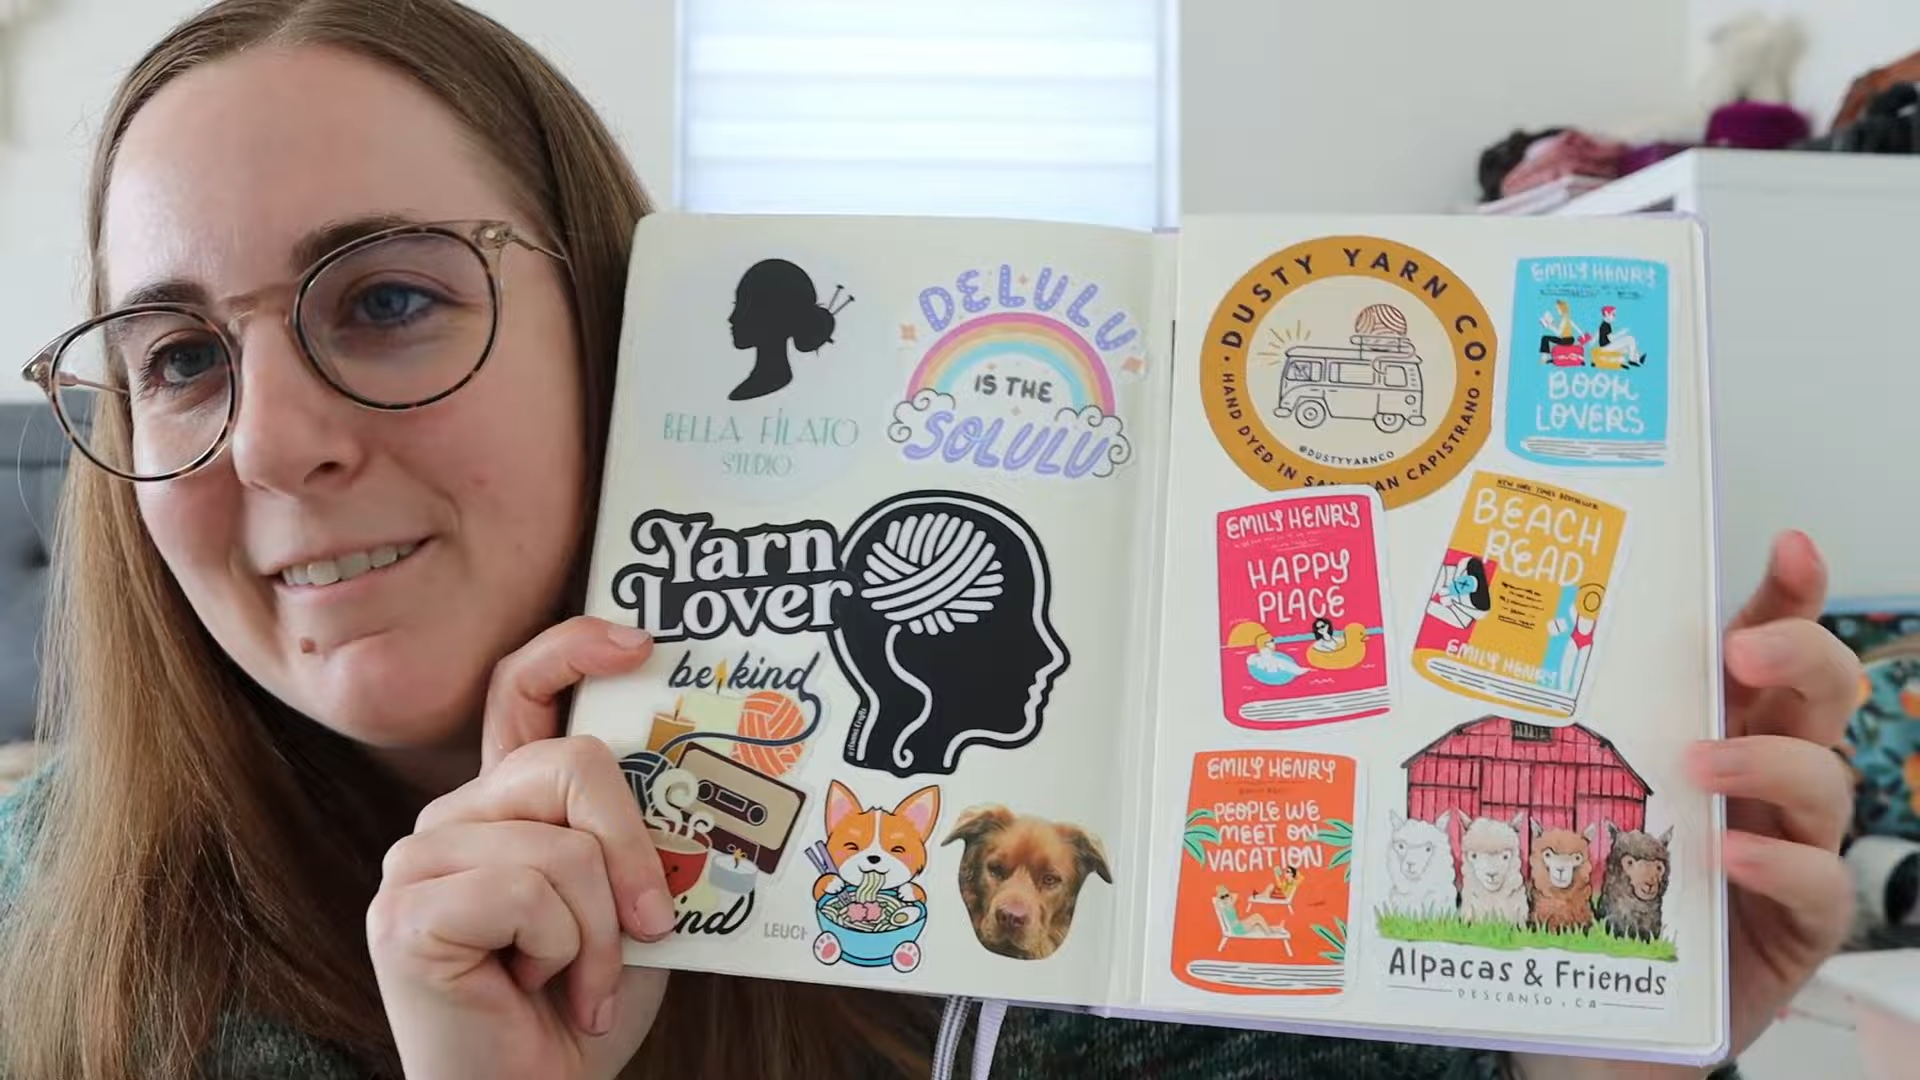 BELLA FILATO
STUDIO
DELULU
IS THE
SOLULU
Yarn
Lover
be kind
LEUCH
DUSTY YARN CO
HAND DYED IN SAN JUAN CAPISTRANO
@DUSTYYARNCO
EMILY HENRY
BOOK
LOVERS
EMILY HENRY
HAPPY
PLACE
NEW YORK TIMES BESTSELLER
BEACH
READ
EMILY HENRY
EMILY HENRY
PEOPLE WE
MEET ON
VACATION
Alpacas & Friends
DESCANSO, CA